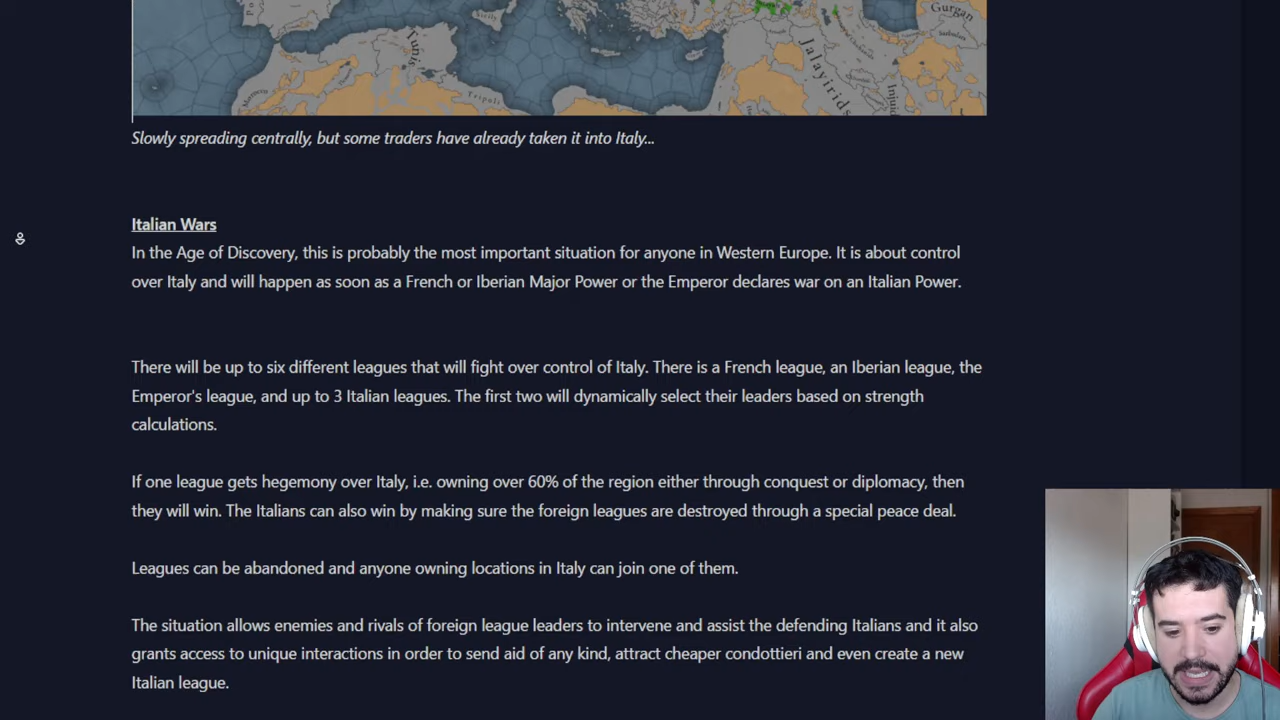 Gurgan
Tunis
Sicily
Tripoli
Jalayirids
Slowly spreading centrally, but some traders have already taken it into Italy...
Italian Wars
In the Age of Discovery, this is probably the most important situation for anyone in Western Europe. It is about control
over Italy and will happen as soon as a French or Iberian Major Power or the Emperor declares war on an Italian Power.
There will be up to six different leagues that will fight over control of Italy. There is a French league, an Iberian league, the
Emperor's league, and up to 3 Italian leagues. The first two will dynamically select their leaders based on strength
calculations.
If one league gets hegemony over Italy, i.e. owning over 60% of the region either through conquest or diplomacy, then
they will win. The Italians can also win by making sure the foreign leagues are destroyed through a special peace deal.
Leagues can be abandoned and anyone owning locations in Italy can join one of them.
The situation allows enemies and rivals of foreign league leaders to intervene and assist the defending Italians and it also
grants access to unique interactions in order to send aid of any kind, attract cheaper condottieri and even create a new
Italian league.